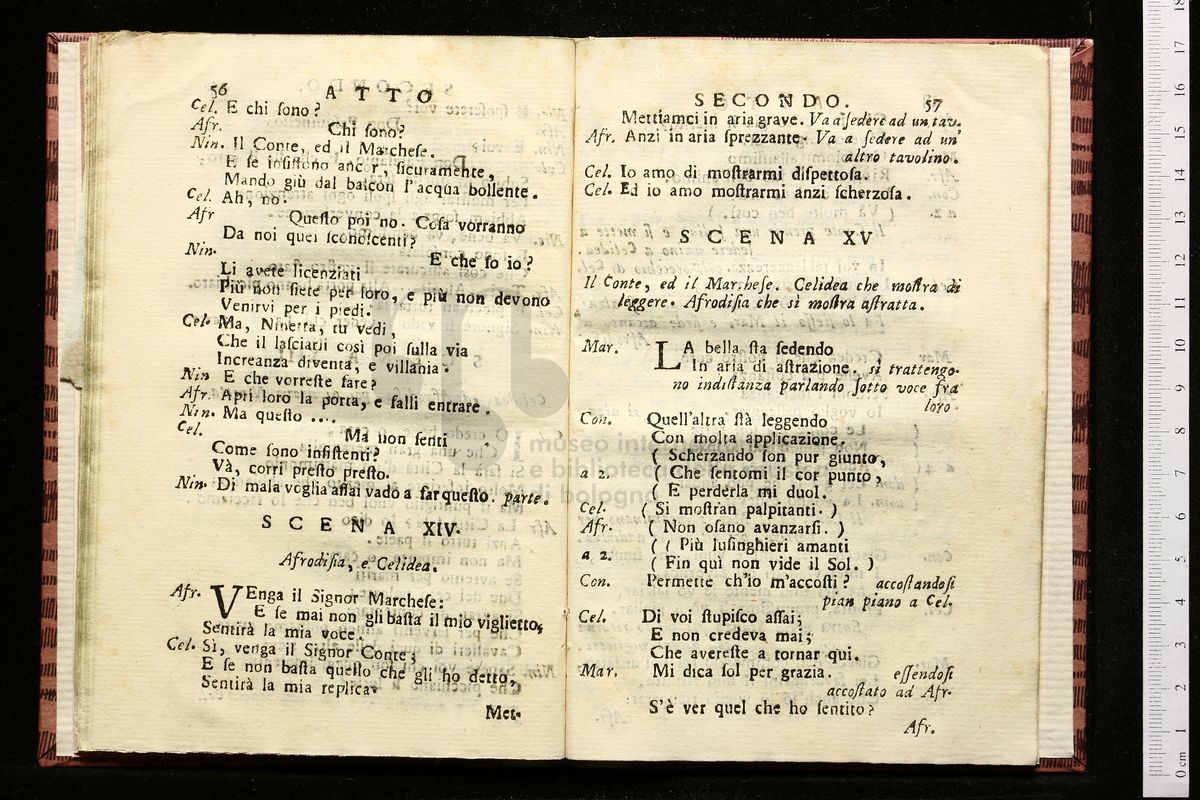 56 ATTO
Cel. E chi ſono?
Afr. Chi ſono?
Nin. Il Conte, ed il Marcheſe.
E ſe inſiſtono ancor, ſicuramente,
Mando giù dal balcon l'acqua bollente.
Cel. Ah, no.
Afr Queſto poi no. Coſa vorranno
Da noi quei ſconoſcenti?
Nin. E che ſo io?
Li avete licenziati
Più non ſiete per loro, e più non devono
Venirvi per i piedi.
Cel. Ma, Ninetta, tu vedi,
Che il laſciarli così poi ſulla via
Increanza diventa, e villania.
Nin E che vorreſte fare?
Afr. Aprì loro la porta, e falli entrare.
Nin. Ma queſto ....
Cel. Ma non ſenti
Come ſono inſiſtenti?
Và, corri preſto preſto.
Nin. Di mala voglia aſſai vado a far queſto. parte.
SCENA XIV.
Afrodiſia, e Celidea.
Afr. VEnga il Signor Marcheſe:
E ſe mai non gli baſta il mio viglietto,
Sentirà la mia voce.
Cel. Sì, venga il Signor Conte;
E ſe non baſta quello che gli ho detto,
Sentirà la mia replica.
Met-
SECONDO. 57
Mettiamci in aria grave. Va a ſedere ad un tav.
Afr. Anzi in aria ſprezzante. Va a ſedere ad un'
altro tavolino.
Cel. Io amo di moſtrarmi diſpettoſa.
Cel. Ed io amo moſtrarmi anzi ſcherzoſa.
SCENA XV
Il Conte, ed il Marcheſe. Celidea che moſtra di
leggere. Afrodiſia che ſi moſtra aſtratta.
Mar. LA bella ſta ſedendo
In aria di aſtrazione. ſi trattengo-
no indiſtanza parlando ſotto voce fra
loro.
Con. Quell'altra ſtà leggendo
Con molta applicazione.
( Scherzando ſon pur giunto,
a 2. ( Che ſentomi il cor punto,
( E perderla mi duol.
Cel. ( Si moſtran palpitanti. )
Afr. ( Non oſano avanzarſi. )
( ( Più luſinghieri amanti
a 2. ( Fin quì non vide il Sol. )
Con. Permette ch'io m'accoſti? accoſtandoſi
pian piano a Cel.
Cel. Di voi ſtupiſco aſſai;
E non credeva mai;
Che avereſte a tornar qui.
Mar. Mi dica ſol per grazia. eſſendoſi
accoſtato ad Afr.
S'è ver quel che ho ſentito?
Afr.